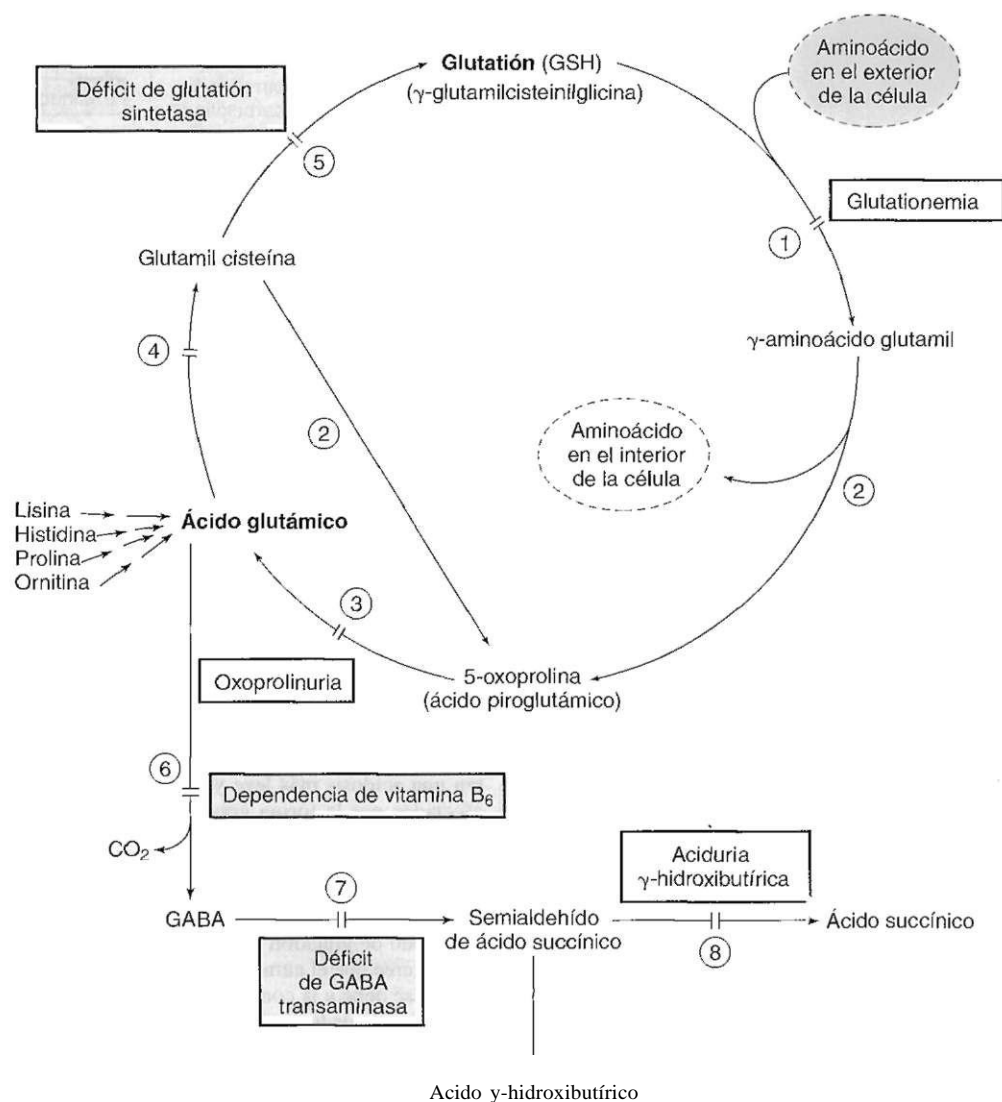 Glutatión (GSH)
(γ-glutamilcisteinil/glicina)
Aminoácido
en el exterior
de la célula
Déficit de glutatión
sintetasa
5
Glutationemia
1
Glutamil cisteína
γ-aminoácido glutamil
4
2
Aminoácido
en el interior
de la célula
2
Lisina
Histidina
Prolina
Ornitina
Ácido glutámico
3
5-oxoprolina
(ácido piroglutámico)
Oxoprolinuria
6
Dependencia de vitamina B₆
CO₂
Aciduria
γ-hidroxibutírica
7
GABA
Semialdehído
de ácido succínico
Ácido succínico
8
Déficit
de GABA
transaminasa
Acido y-hidroxibutírico